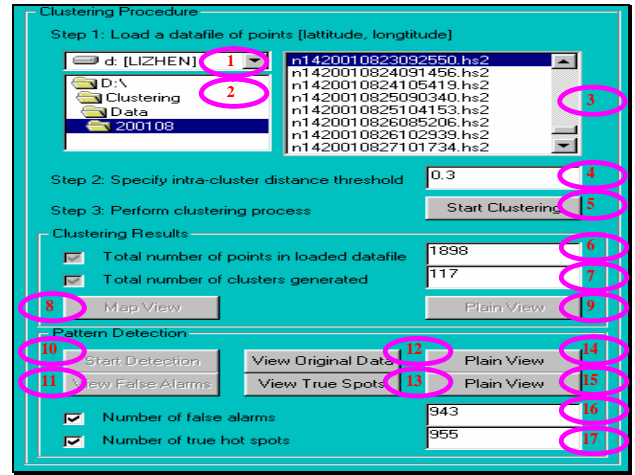 Clustering Procedure
Step 1: Load a datafile of points [lattitude, longtitude]
d: [LIZHEN] 1
D:\ 2
Clustering
Data
200108
n1420010823092550.hs2
n1420010824091456.hs2
n1420010824105419.hs2
n1420010825090340.hs2
n1420010825104153.hs2
n1420010826085206.hs2
n1420010826102939.hs2
n1420010827101734.hs2
3
Step 2: Specify intra-cluster distance threshold 0.3 4
Step 3: Perform clustering process Start Clustering 5
Clustering Results
Total number of points in loaded datafile 1898 6
Total number of clusters generated 117 7
8 Map View Plain View 9
Pattern Detection
10 Start Detection View Original Data 12 Plain View 14
11 View False Alarms View True Spots 13 Plain View 15
Number of false alarms 943 16
Number of true hot spots 955 17